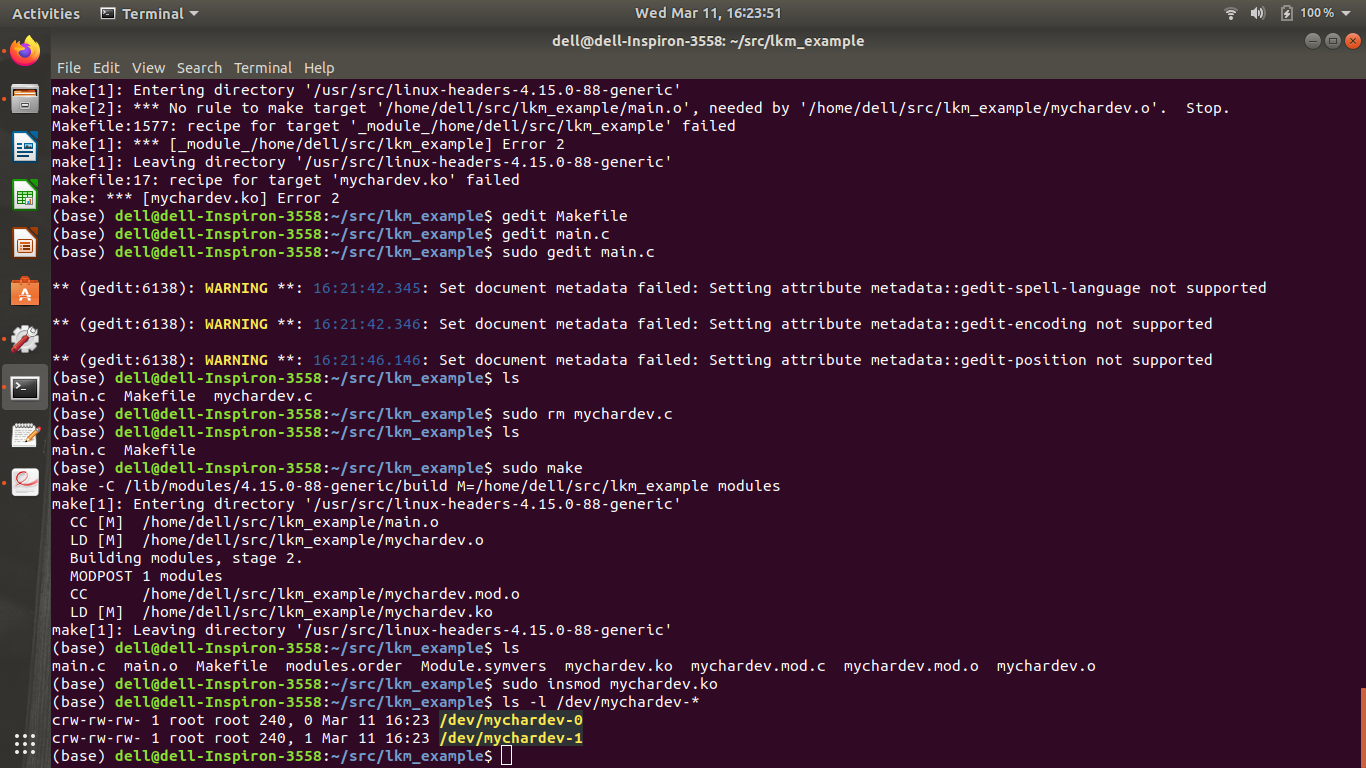 Activities Terminal Wed Mar 11, 16:23:51 100%
dell@dell-Inspiron-3558: ~/src/lkm_example
File Edit View Search Terminal Help
make[1]: Entering directory '/usr/src/linux-headers-4.15.0-88-generic'
make[2]: *** No rule to make target '/home/dell/src/lkm_example/main.o', needed by '/home/dell/src/lkm_example/mychardev.o'.  Stop.
Makefile:1577: recipe for target '_module_/home/dell/src/lkm_example' failed
make[1]: *** [_module_/home/dell/src/lkm_example] Error 2
make[1]: Leaving directory '/usr/src/linux-headers-4.15.0-88-generic'
Makefile:17: recipe for target 'mychardev.ko' failed
make: *** [mychardev.ko] Error 2
(base) dell@dell-Inspiron-3558:~/src/lkm_example$ gedit Makefile
(base) dell@dell-Inspiron-3558:~/src/lkm_example$ gedit main.c
(base) dell@dell-Inspiron-3558:~/src/lkm_example$ sudo gedit main.c
** (gedit:6138): WARNING **: 16:21:42.345: Set document metadata failed: Setting attribute metadata::gedit-spell-language not supported
** (gedit:6138): WARNING **: 16:21:42.346: Set document metadata failed: Setting attribute metadata::gedit-encoding not supported
** (gedit:6138): WARNING **: 16:21:46.146: Set document metadata failed: Setting attribute metadata::gedit-position not supported
(base) dell@dell-Inspiron-3558:~/src/lkm_example$ ls
main.c  Makefile  mychardev.c
(base) dell@dell-Inspiron-3558:~/src/lkm_example$ sudo rm mychardev.c
(base) dell@dell-Inspiron-3558:~/src/lkm_example$ ls
main.c  Makefile
(base) dell@dell-Inspiron-3558:~/src/lkm_example$ sudo make
make -C /lib/modules/4.15.0-88-generic/build M=/home/dell/src/lkm_example modules
make[1]: Entering directory '/usr/src/linux-headers-4.15.0-88-generic'
  CC [M]  /home/dell/src/lkm_example/main.o
  LD [M]  /home/dell/src/lkm_example/mychardev.o
  Building modules, stage 2.
  MODPOST 1 modules
  CC      /home/dell/src/lkm_example/mychardev.mod.o
  LD [M]  /home/dell/src/lkm_example/mychardev.ko
make[1]: Leaving directory '/usr/src/linux-headers-4.15.0-88-generic'
(base) dell@dell-Inspiron-3558:~/src/lkm_example$ ls
main.c  main.o  Makefile  modules.order  Module.symvers  mychardev.ko  mychardev.mod.c  mychardev.mod.o  mychardev.o
(base) dell@dell-Inspiron-3558:~/src/lkm_example$ sudo insmod mychardev.ko
(base) dell@dell-Inspiron-3558:~/src/lkm_example$ ls -l /dev/mychardev-*
crw-rw-rw- 1 root root 240, 0 Mar 11 16:23 /dev/mychardev-0
crw-rw-rw- 1 root root 240, 1 Mar 11 16:23 /dev/mychardev-1
(base) dell@dell-Inspiron-3558:~/src/lkm_example$